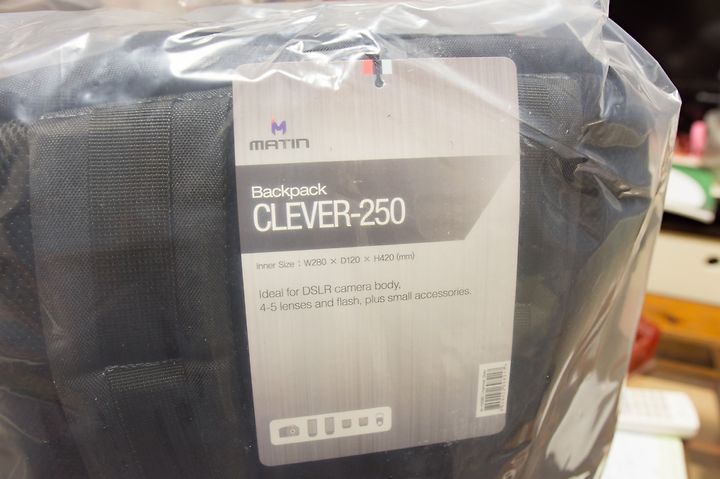 MATIN
Backpack
CLEVER-250
Inner Size : W280 × D120 × H420 (mm)
Ideal for DSLR camera body,
4-5 lenses and flash, plus small accessories.